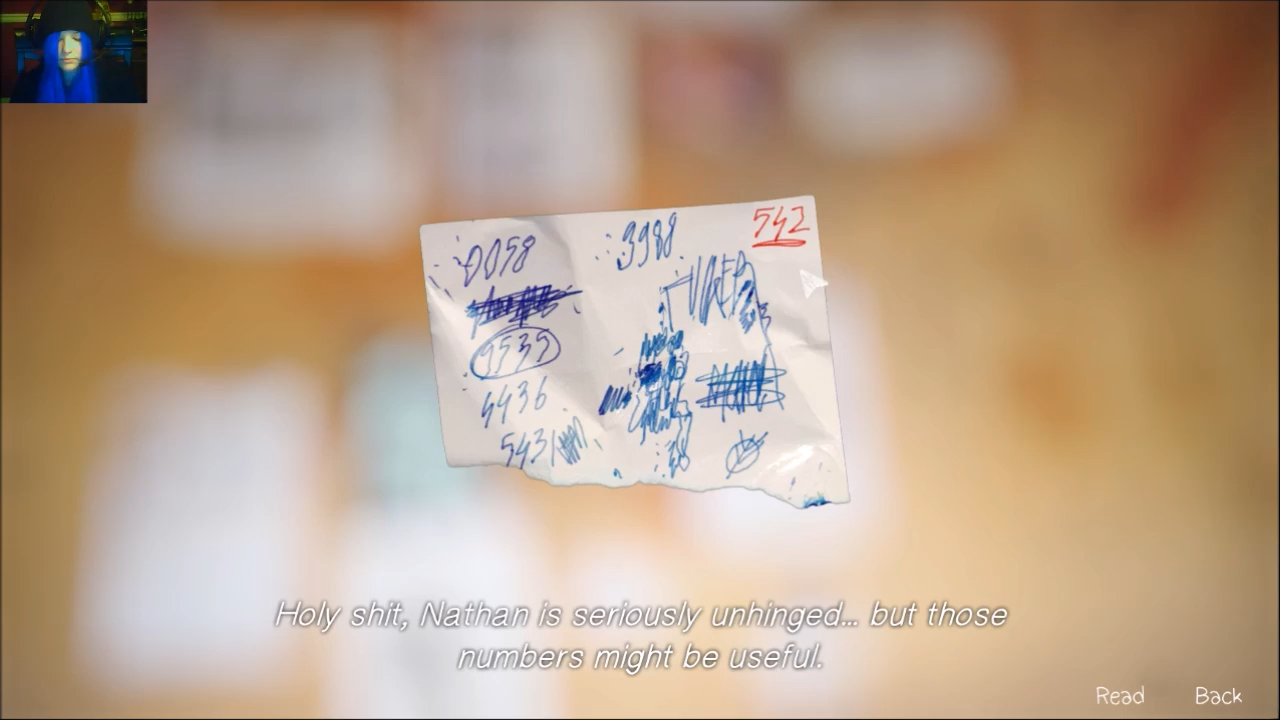 542
3988
0058
9539
4436
543
Holy shit, Nathan is seriously unhinged... but those
numbers might be useful.
Read Back